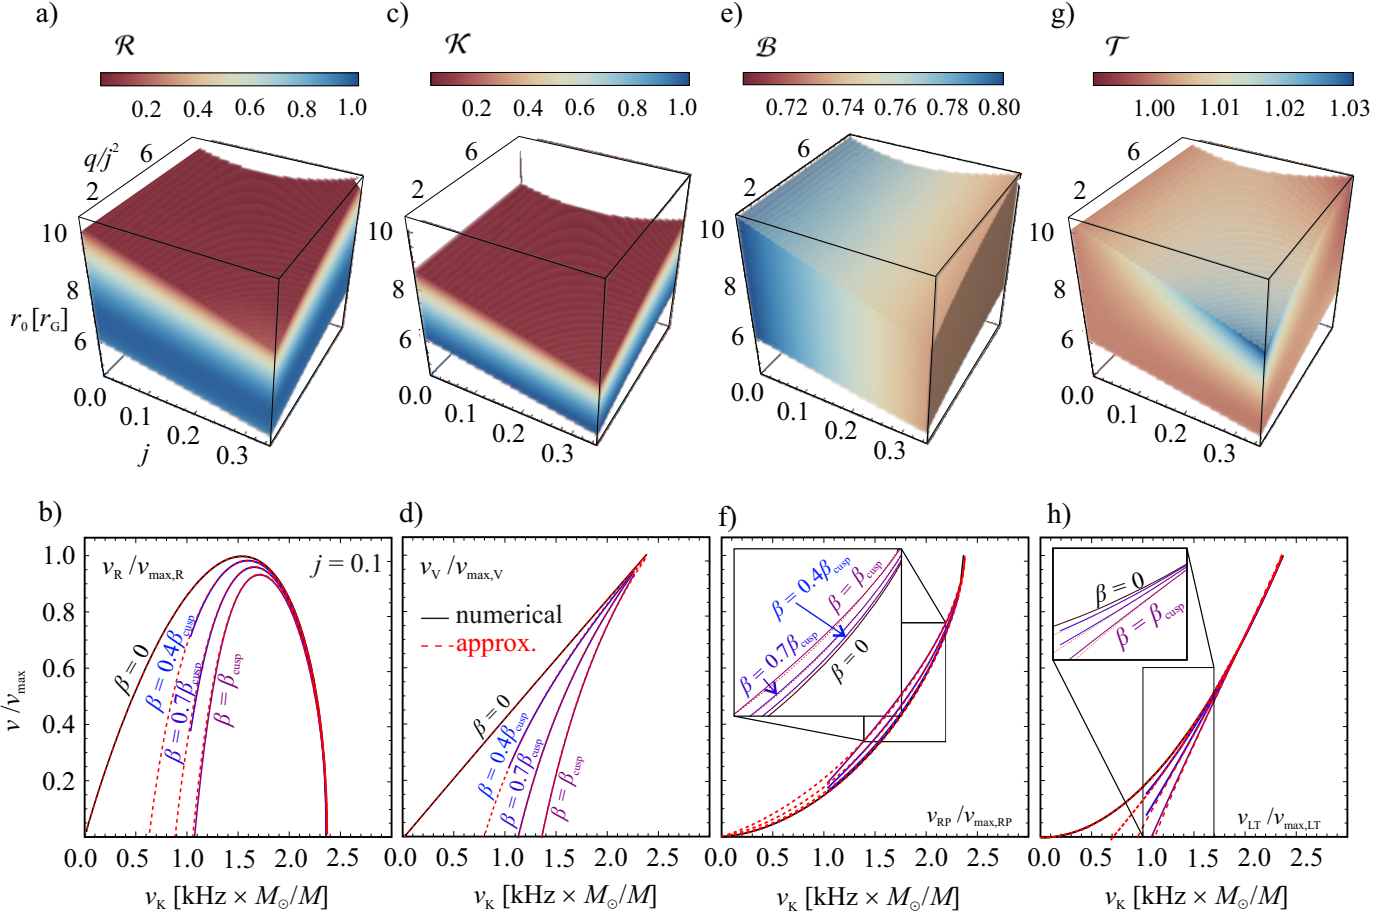 a)
ℛ
0.2 0.4 0.6 0.8 1.0
q/j²
6
2
10
8
r₀[r_G]
6
0.0
0.1
0.2
0.3
j
c)
𝒦
0.2 0.4 0.6 0.8 1.0
6
2
10
8
6
0.0
0.1
0.2
0.3
e)
ℬ
0.72 0.74 0.76 0.78 0.80
6
2
10
8
6
0.0
0.1
0.2
0.3
g)
𝒯
1.00 1.01 1.02 1.03
6
2
10
8
6
0.0
0.1
0.2
0.3
b)
ν_R/ν_max,R
j = 0.1
β = 0
β = 0.4β_cusp
β = 0.7β_cusp
β = β_cusp
ν/ν_max
1.0
0.8
0.6
0.4
0.2
0 0.5 1.0 1.5 2.0 2.5
ν_K [kHz × M_⊙/M]
d)
ν_V/ν_max,V
numerical
approx.
β = 0
β = 0.4β_cusp
β = 0.7β_cusp
β = β_cusp
0.0 0.5 1.0 1.5 2.0 2.5
ν_K [kHz × M_⊙/M]
f)
β = 0.4β_cusp
β = β_cusp
β = 0.7β_cusp
β = 0
ν_RP/ν_max,RP
0.0 0.5 1.0 1.5 2.0 2.5
ν_K [kHz × M_⊙/M]
h)
β = 0
β = β_cusp
ν_LT/ν_max,LT
0.0 0.5 1.0 1.5 2.0 2.5
ν_K [kHz × M_⊙/M]